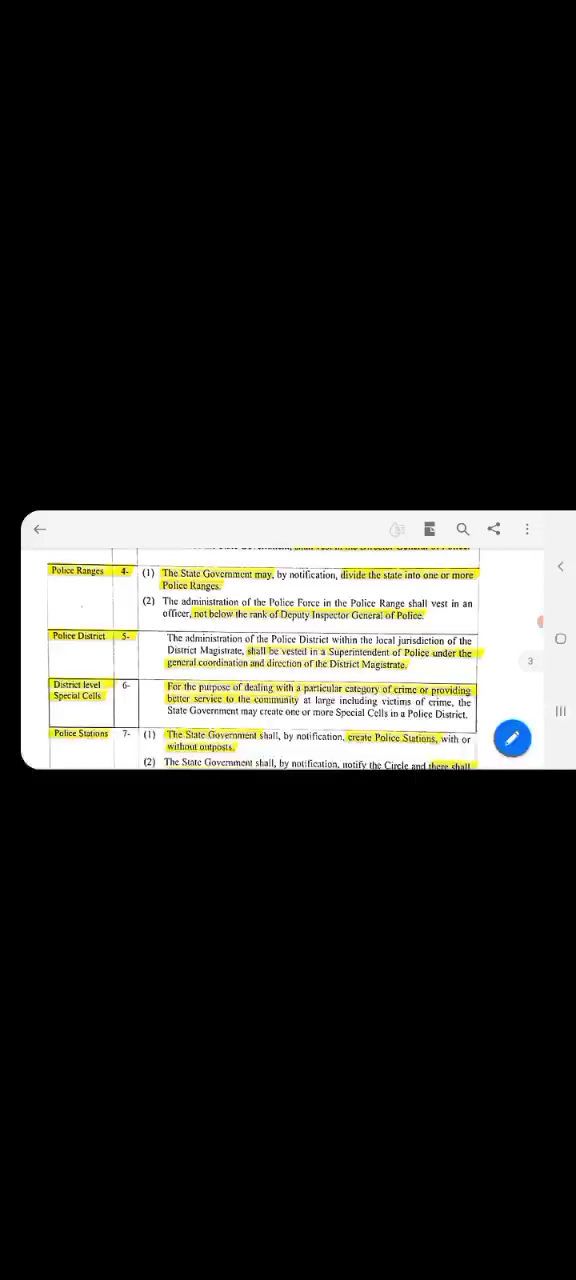 Police Ranges 4- (1) The State Government may, by notification, divide the state into one or more
Police Ranges.
(2) The administration of the Police Force in the Police Range shall vest in an
officer, not below the rank of Deputy Inspector General of Police.
Police District 5- The administration of the Police District within the local jurisdiction of the
District Magistrate, shall be vested in a Superintendent of Police under the
general coordination and direction of the District Magistrate.
3
District level 6- For the purpose of dealing with a particular category of crime or providing
Special Cells better service to the community at large including victims of crime, the
State Government may create one or more Special Cells in a Police District.
Police Stations 7- (1) The State Government shall, by notification, create Police Stations, with or
without outposts.
(2) The State Government shall, by notification, notify the Circle and there shall